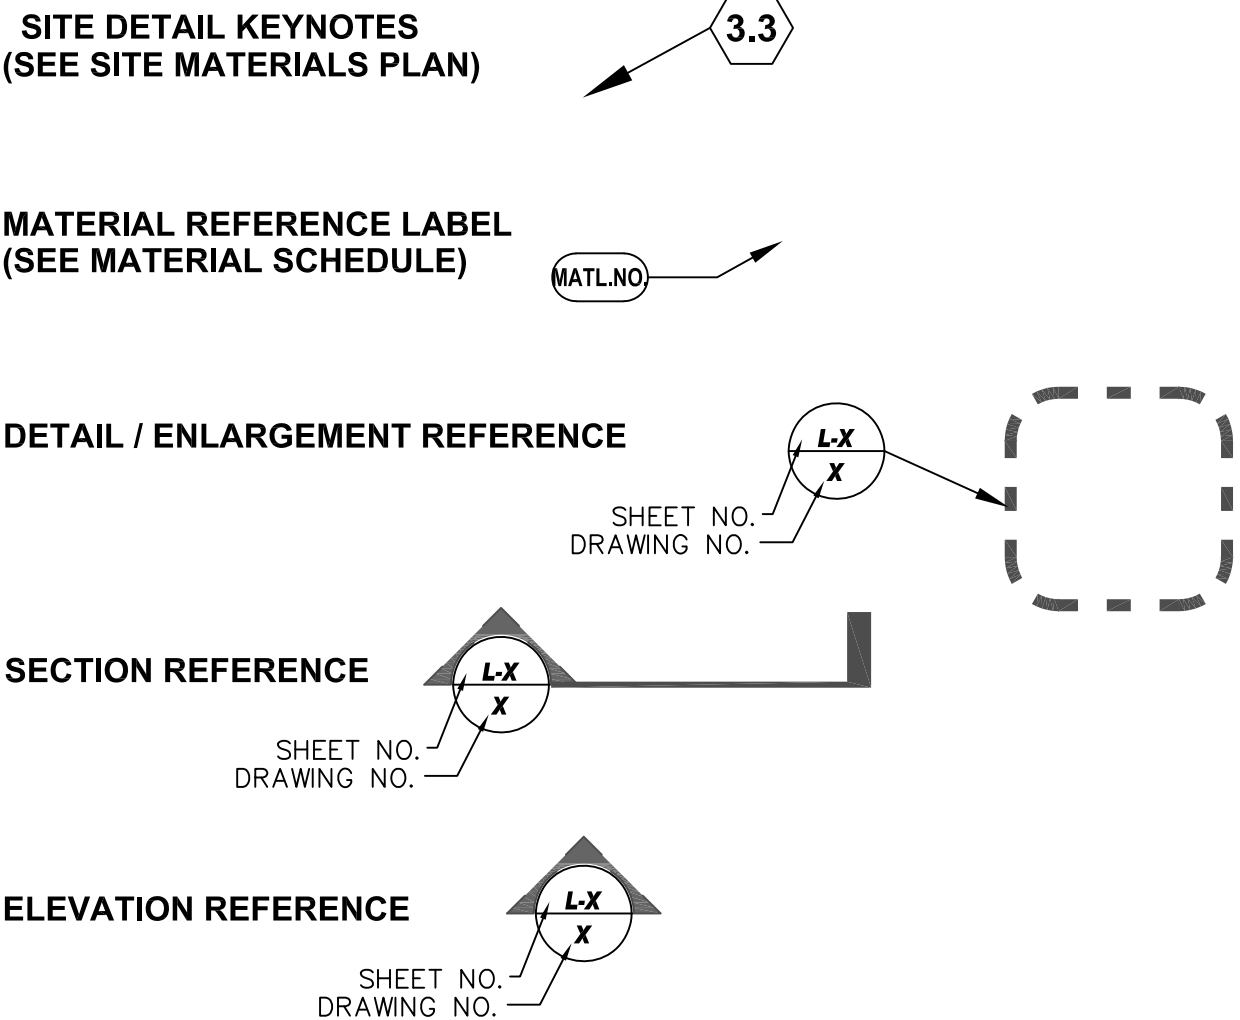 SITE DETAIL KEYNOTES
(SEE SITE MATERIALS PLAN)
3.3
MATERIAL REFERENCE LABEL
(SEE MATERIAL SCHEDULE)
MATL.NO.
DETAIL / ENLARGEMENT REFERENCE
L-X
X
SHEET NO.
DRAWING NO.
SECTION REFERENCE
L-X
X
SHEET NO.
DRAWING NO.
ELEVATION REFERENCE
L-X
X
SHEET NO.
DRAWING NO.